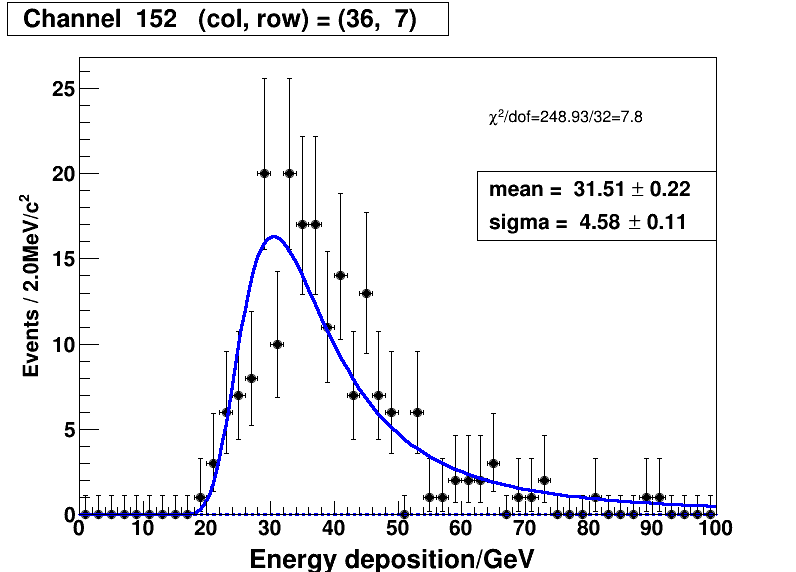 Channel 152 (col, row) = (36, 7)
χ²/dof=248.93/32=7.8
mean = 31.51 ± 0.22
sigma = 4.58 ± 0.11
Events / 2.0MeV/c²
25
20
15
10
5
0
0 10 20 30 40 50 60 70 80 90 100
Energy deposition/GeV